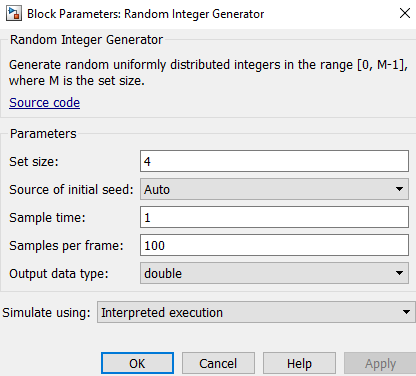 Block Parameters: Random Integer Generator
Random Integer Generator
Generate random uniformly distributed integers in the range [0, M-1],
where M is the set size.
Source code
Parameters
Set size: 4
Source of initial seed: Auto
Sample time: 1
Samples per frame: 100
Output data type: double
Simulate using: Interpreted execution
OK Cancel Help Apply